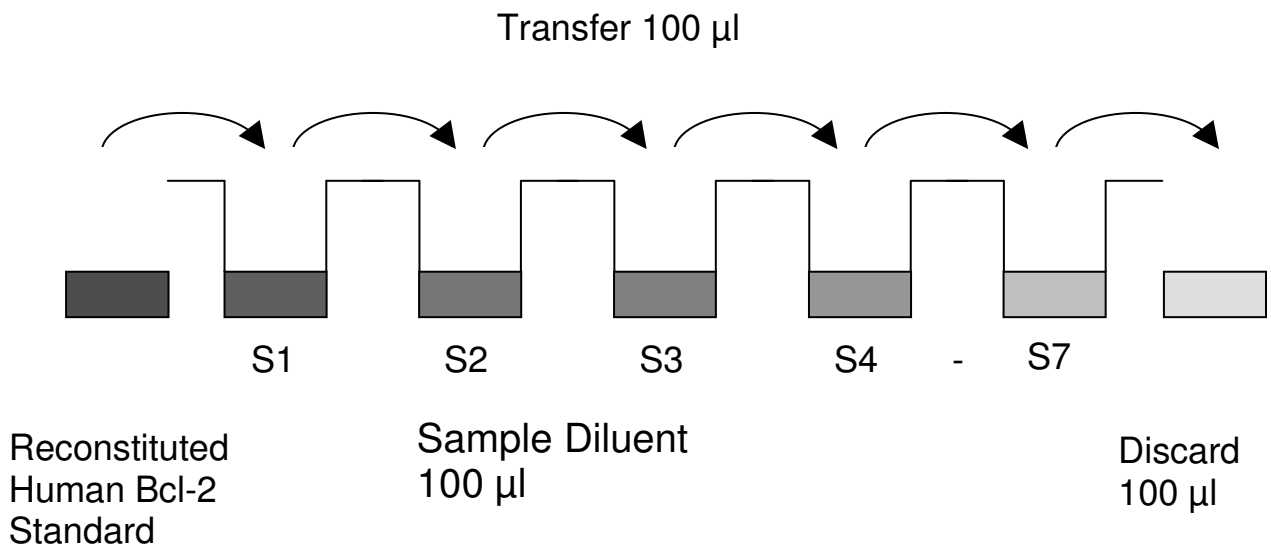 Transfer 100 µl
S1 S2 S3 S4 - S7
Reconstituted
Human Bcl-2
Standard
Sample Diluent
100 µl
Discard
100 µl